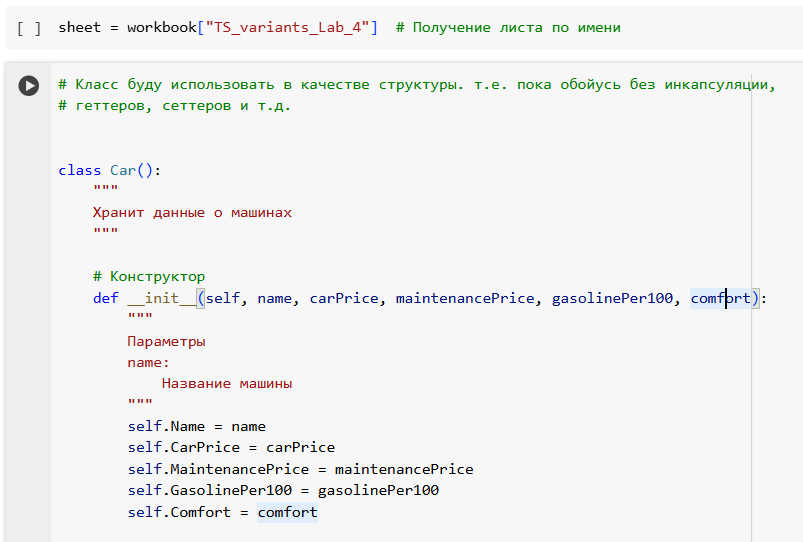 [ ] sheet = workbook["TS_variants_Lab_4"]  # Получение листа по имени
# Класс буду использовать в качестве структуры. т.е. пока обойусь без инкапсуляции,
# геттеров, сеттеров и т.д.
class Car():
    """
    Хранит данные о машинах
    """
    # Конструктор
    def __init__(self, name, carPrice, maintenancePrice, gasolinePer100, comfort):
        """
        Параметры
        name:
            Название машины
        """
        self.Name = name
        self.CarPrice = carPrice
        self.MaintenancePrice = maintenancePrice
        self.GasolinePer100 = gasolinePer100
        self.Comfort = comfort